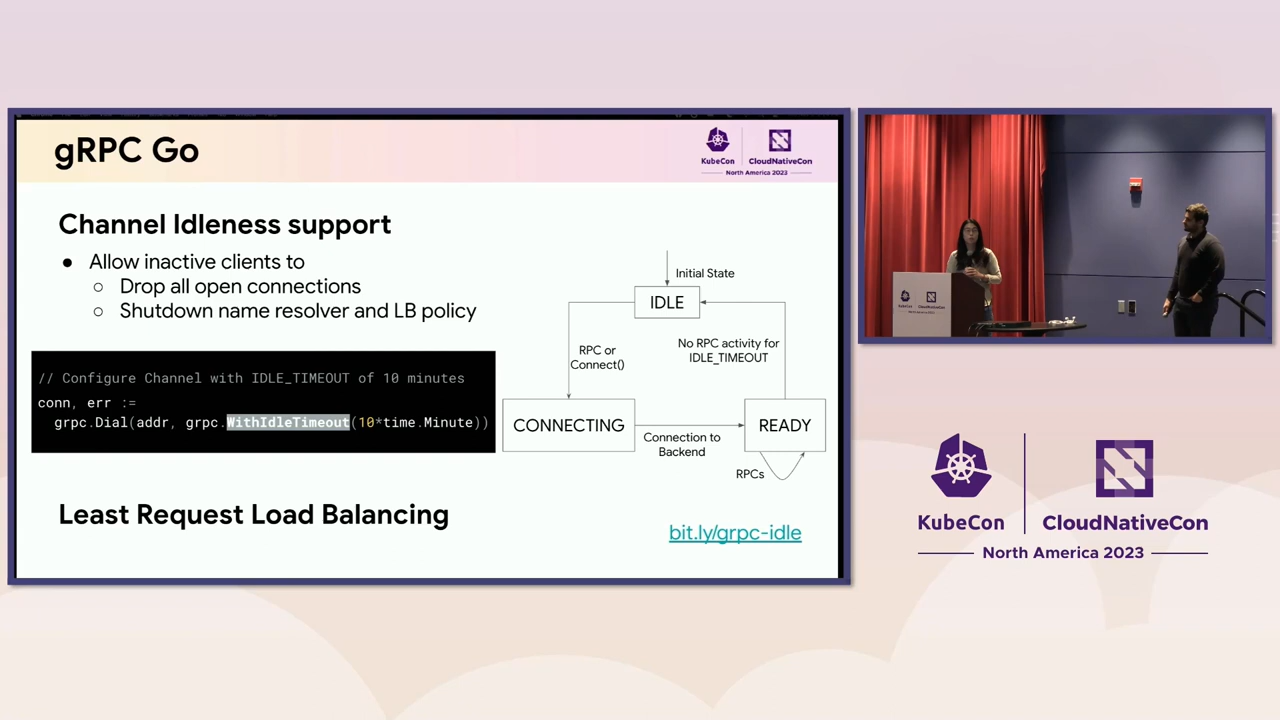 gRPC Go
KubeCon
CloudNativeCon
North America 2023
Channel Idleness support
● Allow inactive clients to
○ Drop all open connections
○ Shutdown name resolver and LB policy
// Configure Channel with IDLE_TIMEOUT of 10 minutes
conn, err :=
grpc.Dial(addr, grpc.WithIdleTimeout(10*time.Minute))
Initial State
IDLE
RPC or
Connect()
No RPC activity for
IDLE_TIMEOUT
CONNECTING
READY
Connection to
Backend
RPCs
Least Request Load Balancing
bit.ly/grpc-idle
KubeCon
CloudNativeCon
KubeCon
CloudNativeCon
North America 2023